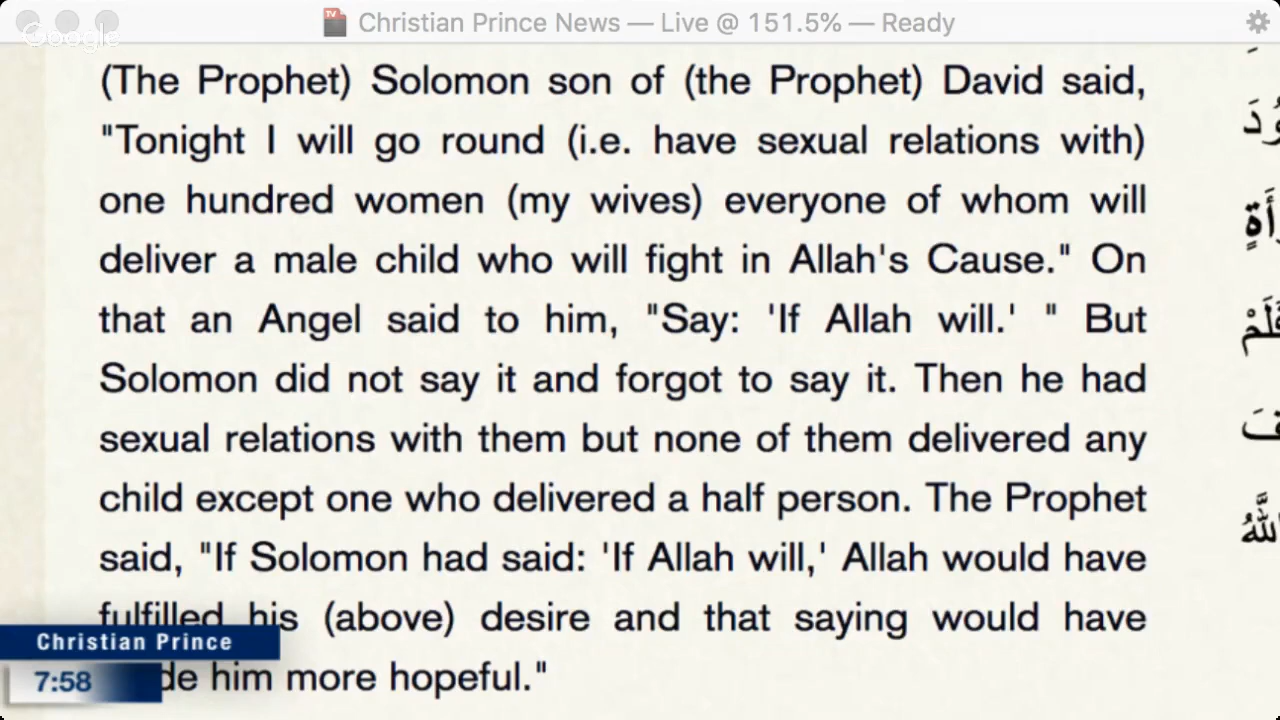 Christian Prince News — Live @ 151.5% — Ready
Google
(The Prophet) Solomon son of (the Prophet) David said,
"Tonight I will go round (i.e. have sexual relations with)
one hundred women (my wives) everyone of whom will
deliver a male child who will fight in Allah's Cause." On
that an Angel said to him, "Say: 'If Allah will.' " But
Solomon did not say it and forgot to say it. Then he had
sexual relations with them but none of them delivered any
child except one who delivered a half person. The Prophet
said, "If Solomon had said: 'If Allah will,' Allah would have
fulfilled his (above) desire and that saying would have
him more hopeful."
Christian Prince
7:58